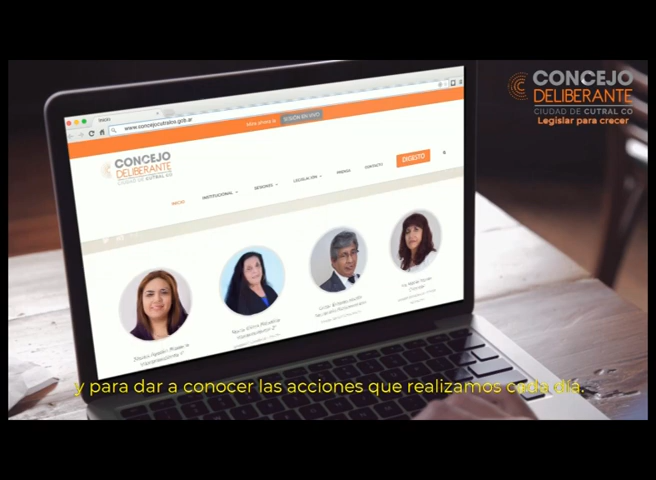 CONCEJO
DELIBERANTE
CIUDAD DE CUTRAL CO
Legislar para crecer
Inicio
www.concejocutralco.gob.ar
SESIÓN EN VIVO
CONCEJO
DELIBERANTE
CIUDAD DE CUTRAL CO
INICIO
INSTITUCIONAL
SESIONES
LEGISLACIÓN
PRENSA
CONTACTO
DIGESTO
y para dar a conocer las acciones que realizamos cada día.